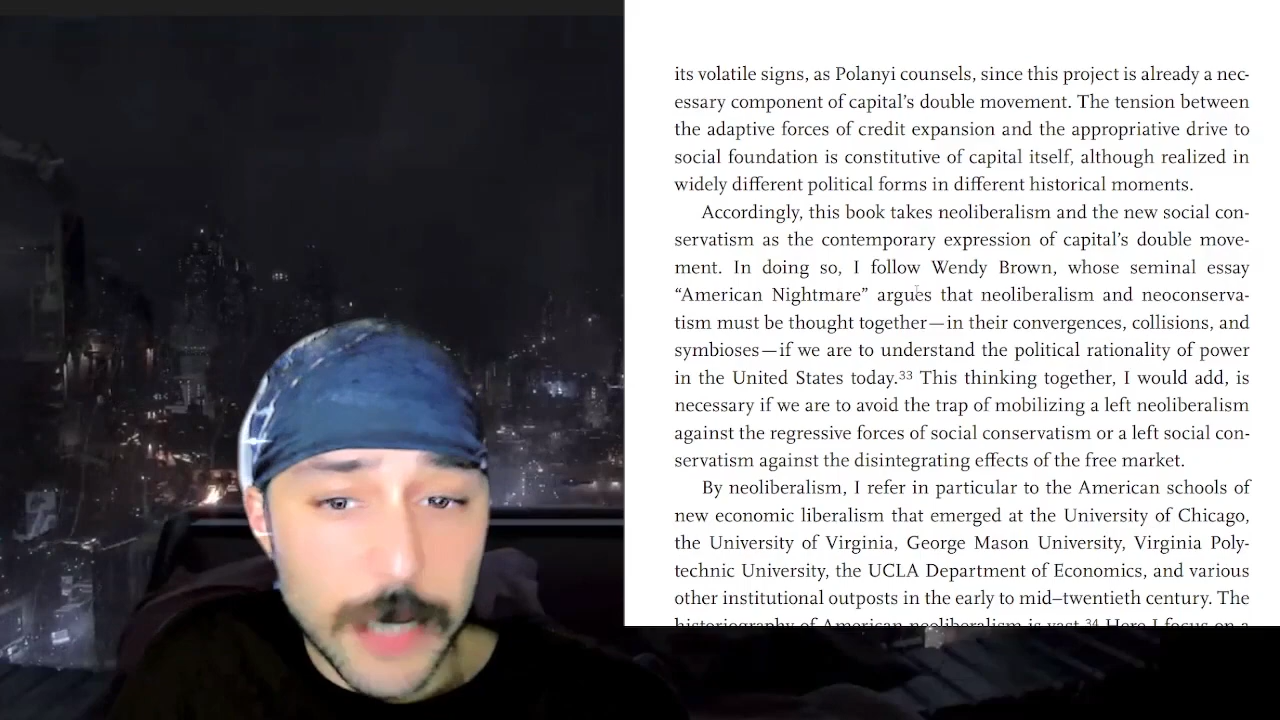 its volatile signs, as Polanyi counsels, since this project is already a nec-
essary component of capital's double movement. The tension between
the adaptive forces of credit expansion and the appropriative drive to
social foundation is constitutive of capital itself, although realized in
widely different political forms in different historical moments.
Accordingly, this book takes neoliberalism and the new social con-
servatism as the contemporary expression of capital's double move-
ment. In doing so, I follow Wendy Brown, whose seminal essay
“American Nightmare” argues that neoliberalism and neoconserva-
tism must be thought together—in their convergences, collisions, and
symbioses—if we are to understand the political rationality of power
in the United States today.33 This thinking together, I would add, is
necessary if we are to avoid the trap of mobilizing a left neoliberalism
against the regressive forces of social conservatism or a left social con-
servatism against the disintegrating effects of the free market.
By neoliberalism, I refer in particular to the American schools of
new economic liberalism that emerged at the University of Chicago,
the University of Virginia, George Mason University, Virginia Poly-
technic University, the UCLA Department of Economics, and various
other institutional outposts in the early to mid–twentieth century. The
historiography of American neoliberalism is vast.34 Here I focus on a